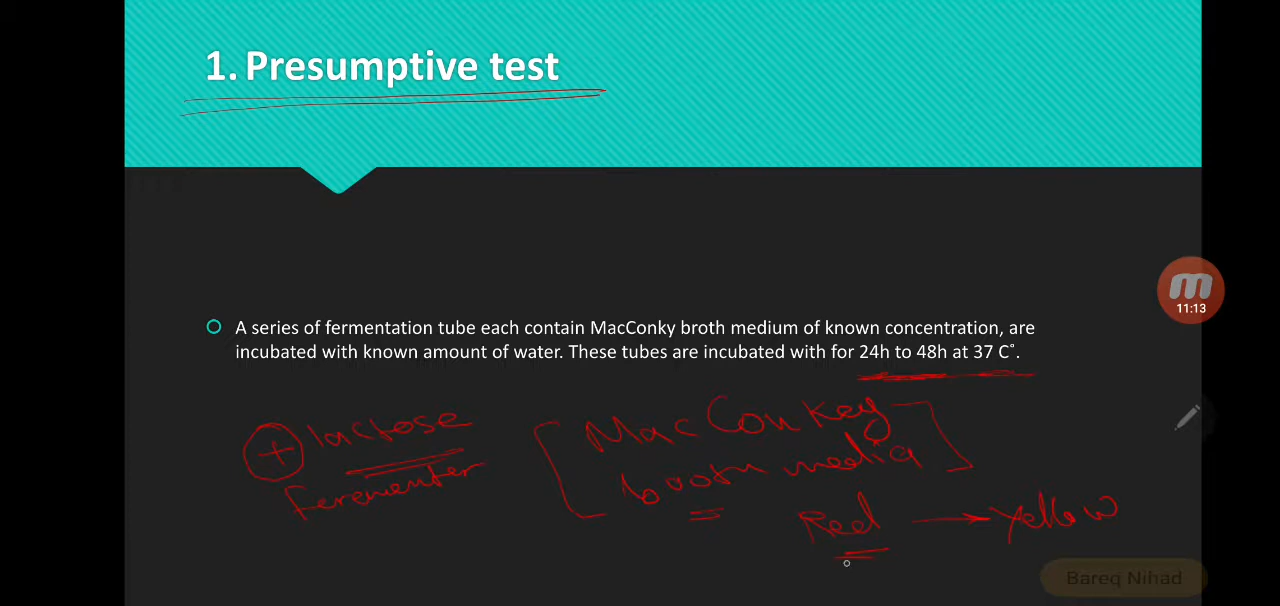 1. Presumptive test
11:13
A series of fermentation tube each contain MacConky broth medium of known concentration, are
incubated with known amount of water. These tubes are incubated with for 24h to 48h at 37 C°.
+ lactose
Ferementer
[MacConkey
media]
Red → Yellow
Bareq Nihad